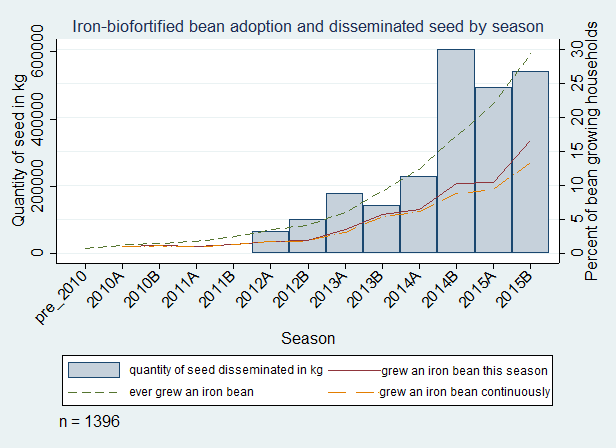 Iron-biofortified bean adoption and disseminated seed by season
Quantity of seed in kg
600000
400000
200000
0
30
25
20
15
10
5
0
Percent of bean growing households
pre_2010
2010A
2010B
2011A
2011B
2012A
2012B
2013A
2013B
2014A
2014B
2015A
2015B
Season
quantity of seed disseminated in kg
grew an iron bean this season
ever grew an iron bean
grew an iron bean continuously
n = 1396